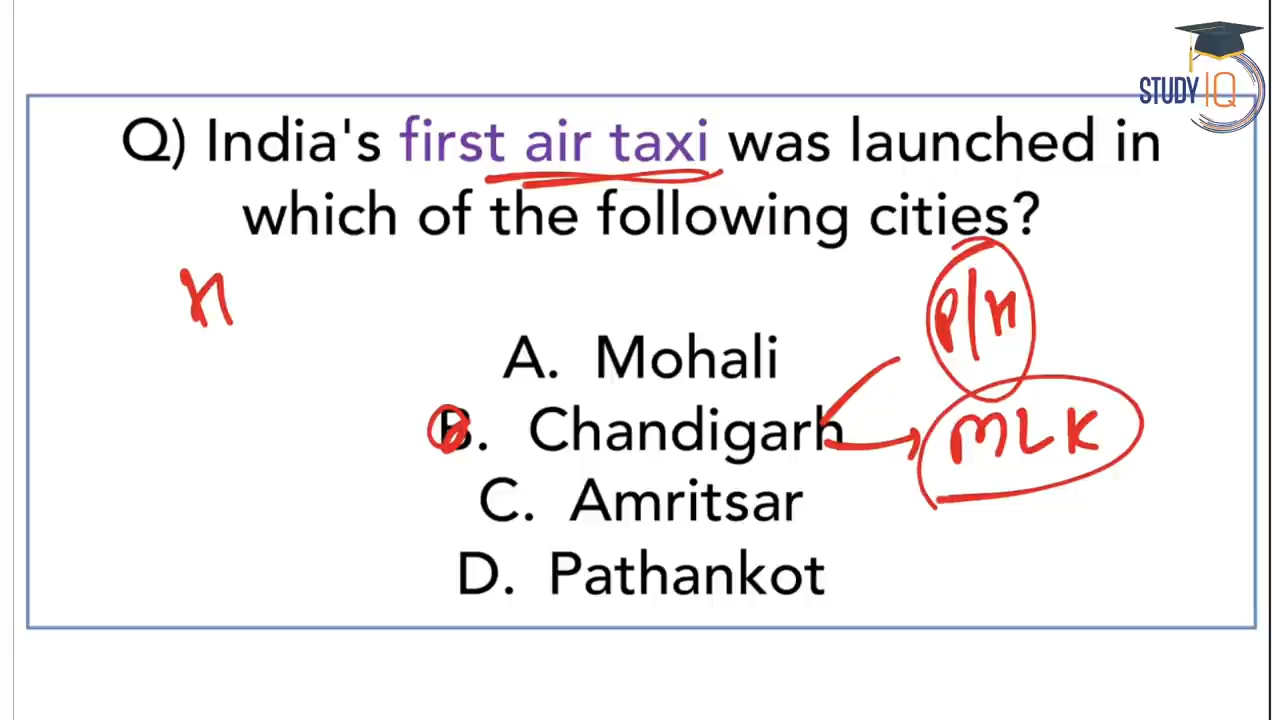 STUDY IQ
Q) India's first air taxi was launched in
which of the following cities?
P/H
A. Mohali
B. Chandigarh
MLK
C. Amritsar
D. Pathankot